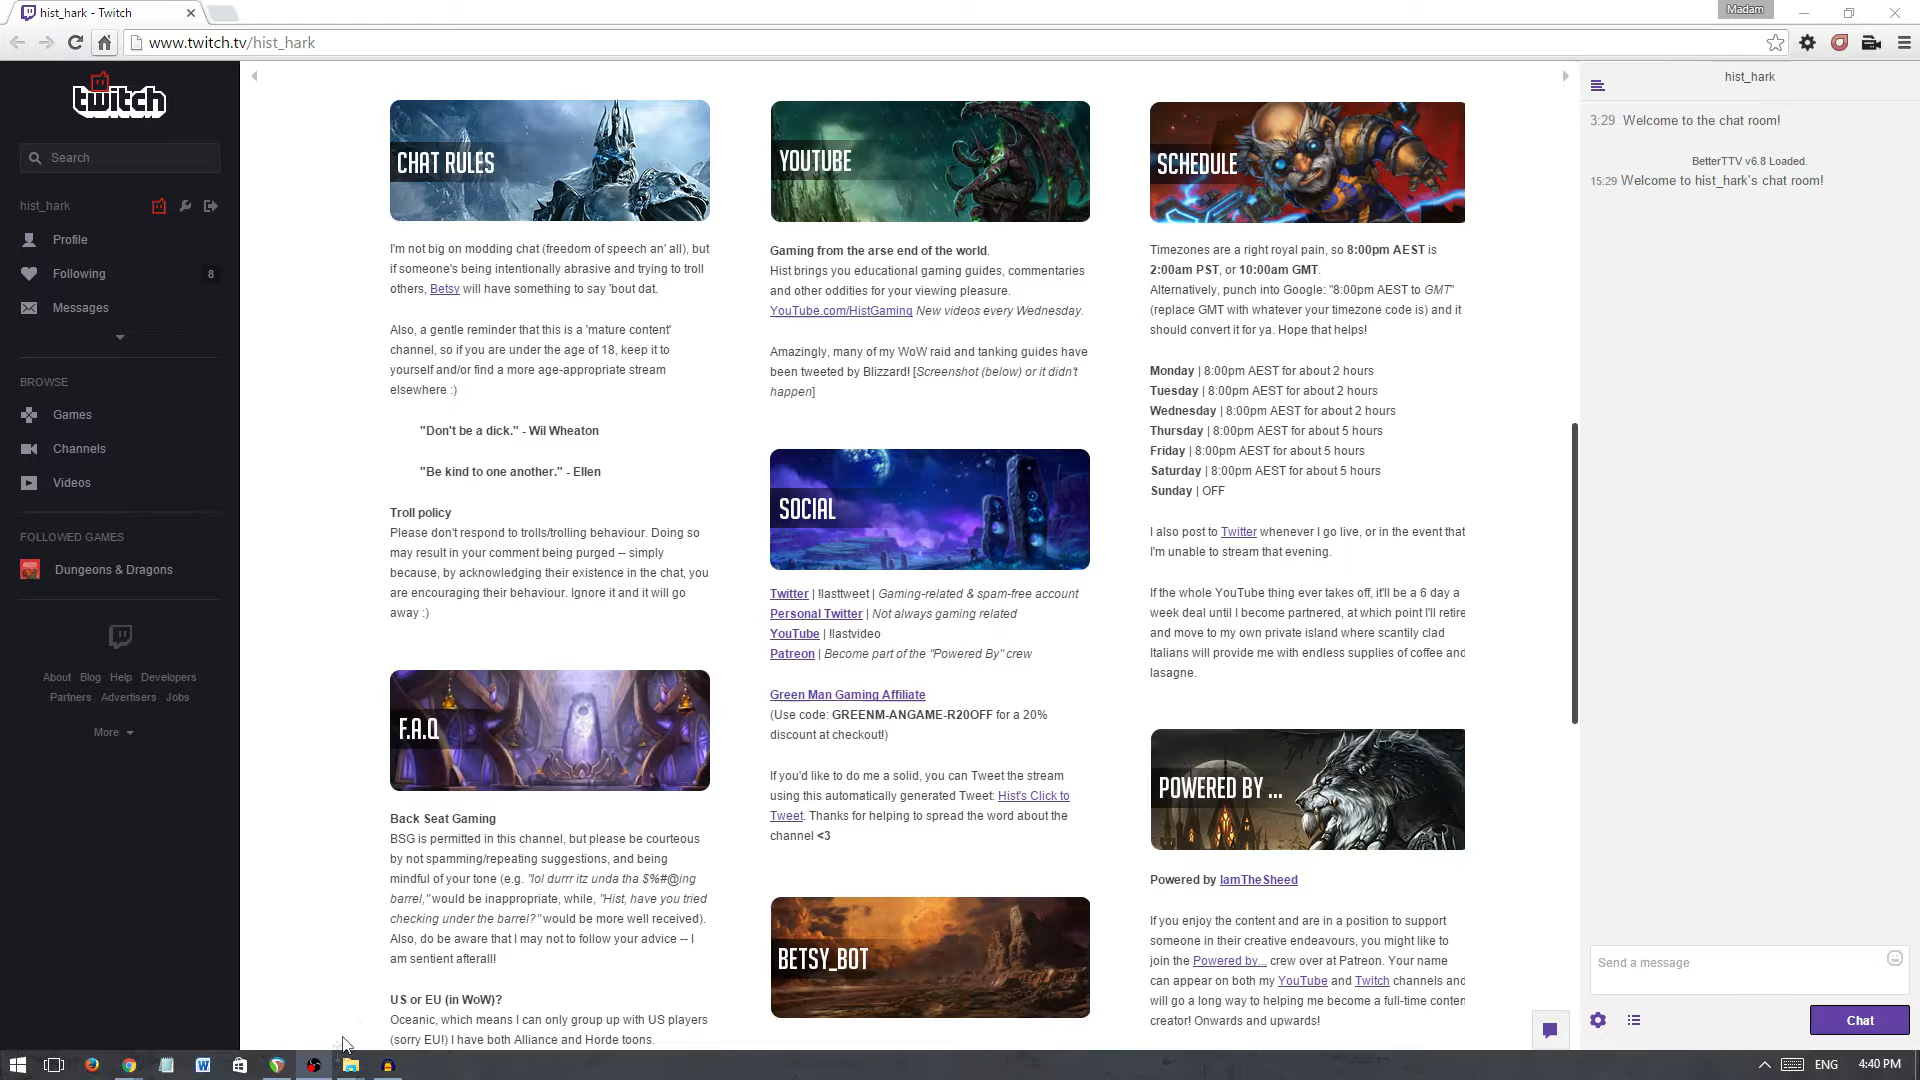 hist_hark - Twitch
Madam
www.twitch.tv/hist_hark
twitch
Search
hist_hark
Profile
Following 8
Messages
BROWSE
Games
Channels
Videos
FOLLOWED GAMES
Dungeons & Dragons
About Blog Help Developers
Partners Advertisers Jobs
More
CHAT RULES
I'm not big on modding chat (freedom of speech an' all), but
if someone's being intentionally abrasive and trying to troll
others, Betsy will have something to say 'bout dat.
Also, a gentle reminder that this is a 'mature content'
channel, so if you are under the age of 18, keep it to
yourself and/or find a more age-appropriate stream
elsewhere :)
"Don't be a dick." - Wil Wheaton
"Be kind to one another." - Ellen
Troll policy
Please don't respond to trolls/trolling behaviour. Doing so
may result in your comment being purged -- simply
because, by acknowledging their existence in the chat, you
are encouraging their behaviour. Ignore it and it will go
away :)
F.A.Q
Back Seat Gaming
BSG is permitted in this channel, but please be courteous
by not spamming/repeating suggestions, and being
mindful of your tone (e.g. "lol durrr itz unda tha $%#@ing
barrel," would be inappropriate, while, "Hist, have you tried
checking under the barrel?" would be more well received).
Also, do be aware that I may not to follow your advice -- I
am sentient afterall!
US or EU (in WoW)?
Oceanic, which means I can only group up with US players
(sorry EU!) I have both Alliance and Horde toons.
YOUTUBE
Gaming from the arse end of the world.
Hist brings you educational gaming guides, commentaries
and other oddities for your viewing pleasure.
YouTube.com/HistGaming New videos every Wednesday.
Amazingly, many of my WoW raid and tanking guides have
been tweeted by Blizzard! [Screenshot (below) or it didn't
happen]
SOCIAL
Twitter | !lasttweet | Gaming-related & spam-free account
Personal Twitter | Not always gaming related
YouTube | !lastvideo
Patreon | Become part of the "Powered By" crew
Green Man Gaming Affiliate
(Use code: GREENM-ANGAME-R20OFF for a 20%
discount at checkout!)
If you'd like to do me a solid, you can Tweet the stream
using this automatically generated Tweet: Hist's Click to
Tweet. Thanks for helping to spread the word about the
channel <3
BETSY_BOT
SCHEDULE
Timezones are a right royal pain, so 8:00pm AEST is
2:00am PST, or 10:00am GMT.
Alternatively, punch into Google: "8:00pm AEST to GMT"
(replace GMT with whatever your timezone code is) and it
should convert it for ya. Hope that helps!
Monday | 8:00pm AEST for about 2 hours
Tuesday | 8:00pm AEST for about 2 hours
Wednesday | 8:00pm AEST for about 2 hours
Thursday | 8:00pm AEST for about 5 hours
Friday | 8:00pm AEST for about 5 hours
Saturday | 8:00pm AEST for about 5 hours
Sunday | OFF
I also post to Twitter whenever I go live, or in the event that
I'm unable to stream that evening.
If the whole YouTube thing ever takes off, it'll be a 6 day a
week deal until I become partnered, at which point I'll retire
and move to my own private island where scantily clad
Italians will provide me with endless supplies of coffee and
lasagne.
POWERED BY ...
Powered by IamTheSheed
If you enjoy the content and are in a position to support
someone in their creative endeavours, you might like to
join the Powered by... crew over at Patreon. Your name
can appear on both my YouTube and Twitch channels and
will go a long way to helping me become a full-time conten
creator! Onwards and upwards!
hist_hark
3:29 Welcome to the chat room!
BetterTTV v6.8 Loaded.
15:29 Welcome to hist_hark's chat room!
Send a message
Chat
ENG 4:40 PM